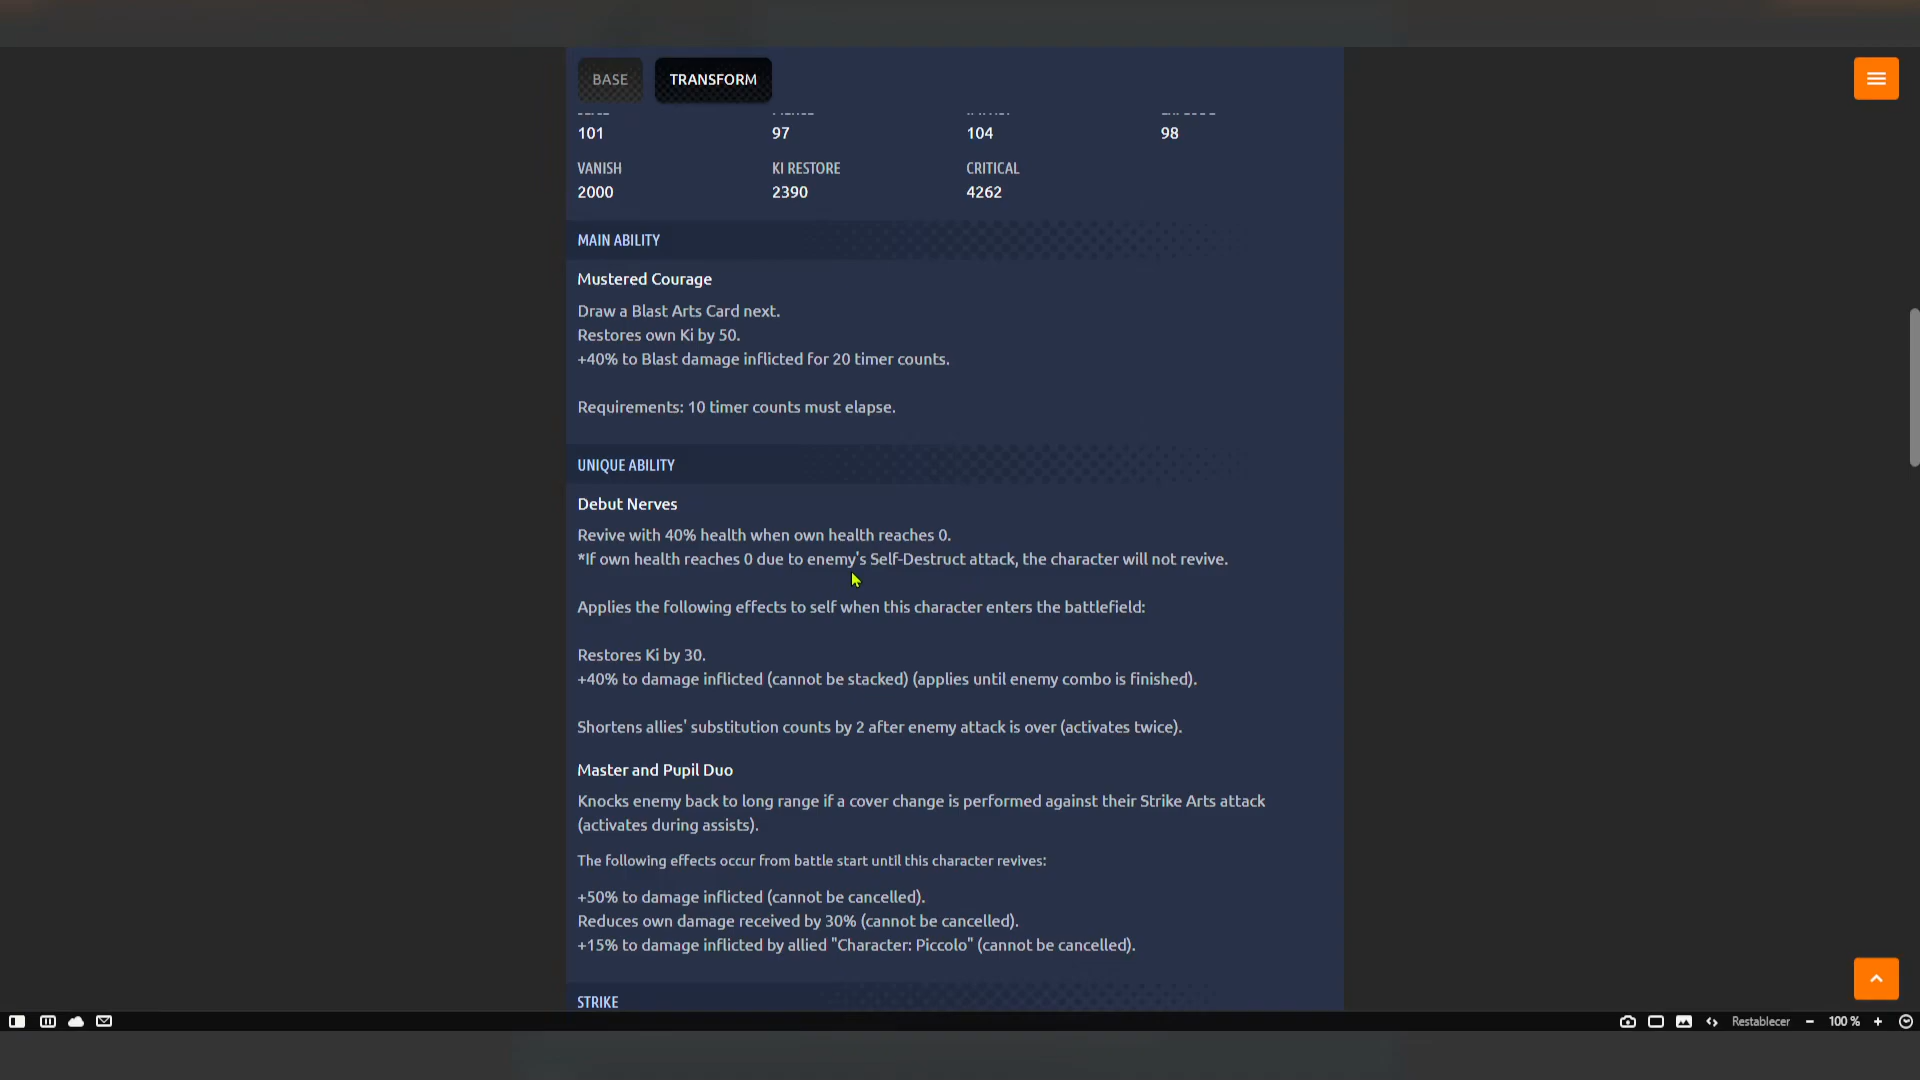 BASE
TRANSFORM
101
97
104
98
VANISH
KI RESTORE
CRITICAL
2000
2390
4262
MAIN ABILITY
Mustered Courage
Draw a Blast Arts Card next.
Restores own Ki by 50.
+40% to Blast damage inflicted for 20 timer counts.
Requirements: 10 timer counts must elapse.
UNIQUE ABILITY
Debut Nerves
Revive with 40% health when own health reaches 0.
*If own health reaches 0 due to enemy's Self-Destruct attack, the character will not revive.
Applies the following effects to self when this character enters the battlefield:
Restores Ki by 30.
+40% to damage inflicted (cannot be stacked) (applies until enemy combo is finished).
Shortens allies' substitution counts by 2 after enemy attack is over (activates twice).
Master and Pupil Duo
Knocks enemy back to long range if a cover change is performed against their Strike Arts attack
(activates during assists).
The following effects occur from battle start until this character revives:
+50% to damage inflicted (cannot be cancelled).
Reduces own damage received by 30% (cannot be cancelled).
+15% to damage inflicted by allied "Character: Piccolo" (cannot be cancelled).
STRIKE
Restablecer
100 %